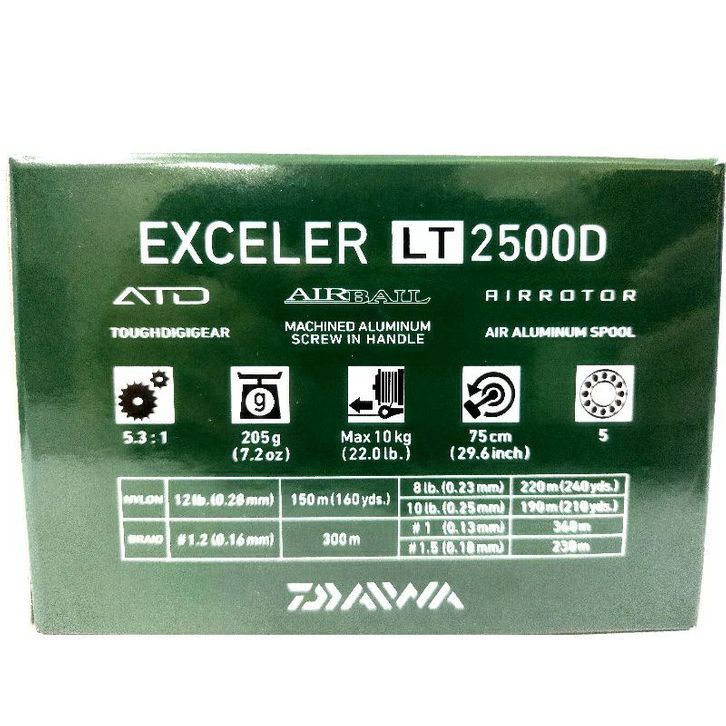 EXCELER LT 2500D
ATD AIRBAIL AIRROTOR
TOUGHDIGIGEAR MACHINED ALUMINUM SCREW IN HANDLE AIR ALUMINUM SPOOL
g
5.3:1 205g (7.2oz) Max 10kg (22.0lb.) 75cm (29.6inch) 5
NYLON 12lb.(0.28mm) 150m(160yds.) 8lb.(0.23mm) 220m(240yds.)
10lb.(0.25mm) 190m(210yds.)
BRAID #1.2(0.16mm) 300m #1 (0.13mm) 360m
#1.5(0.18mm) 230m
DAIWA